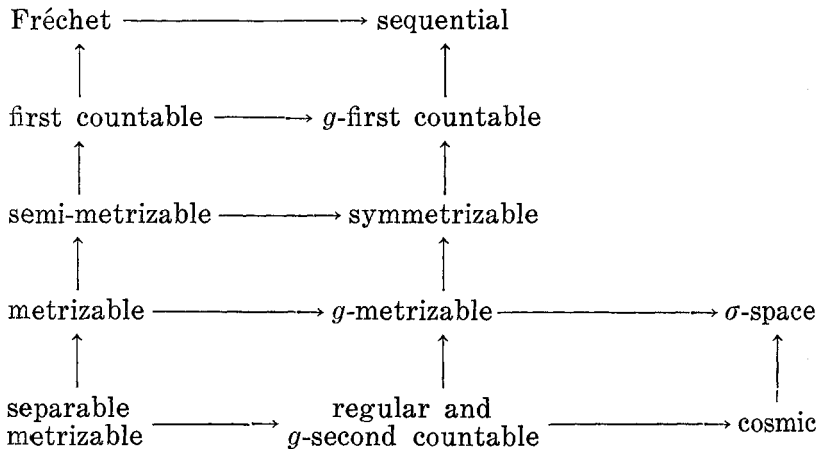 Fréchet sequential
first countable g-first countable
semi-metrizable symmetrizable
metrizable g-metrizable σ-space
separable regular and
metrizable g-second countable cosmic